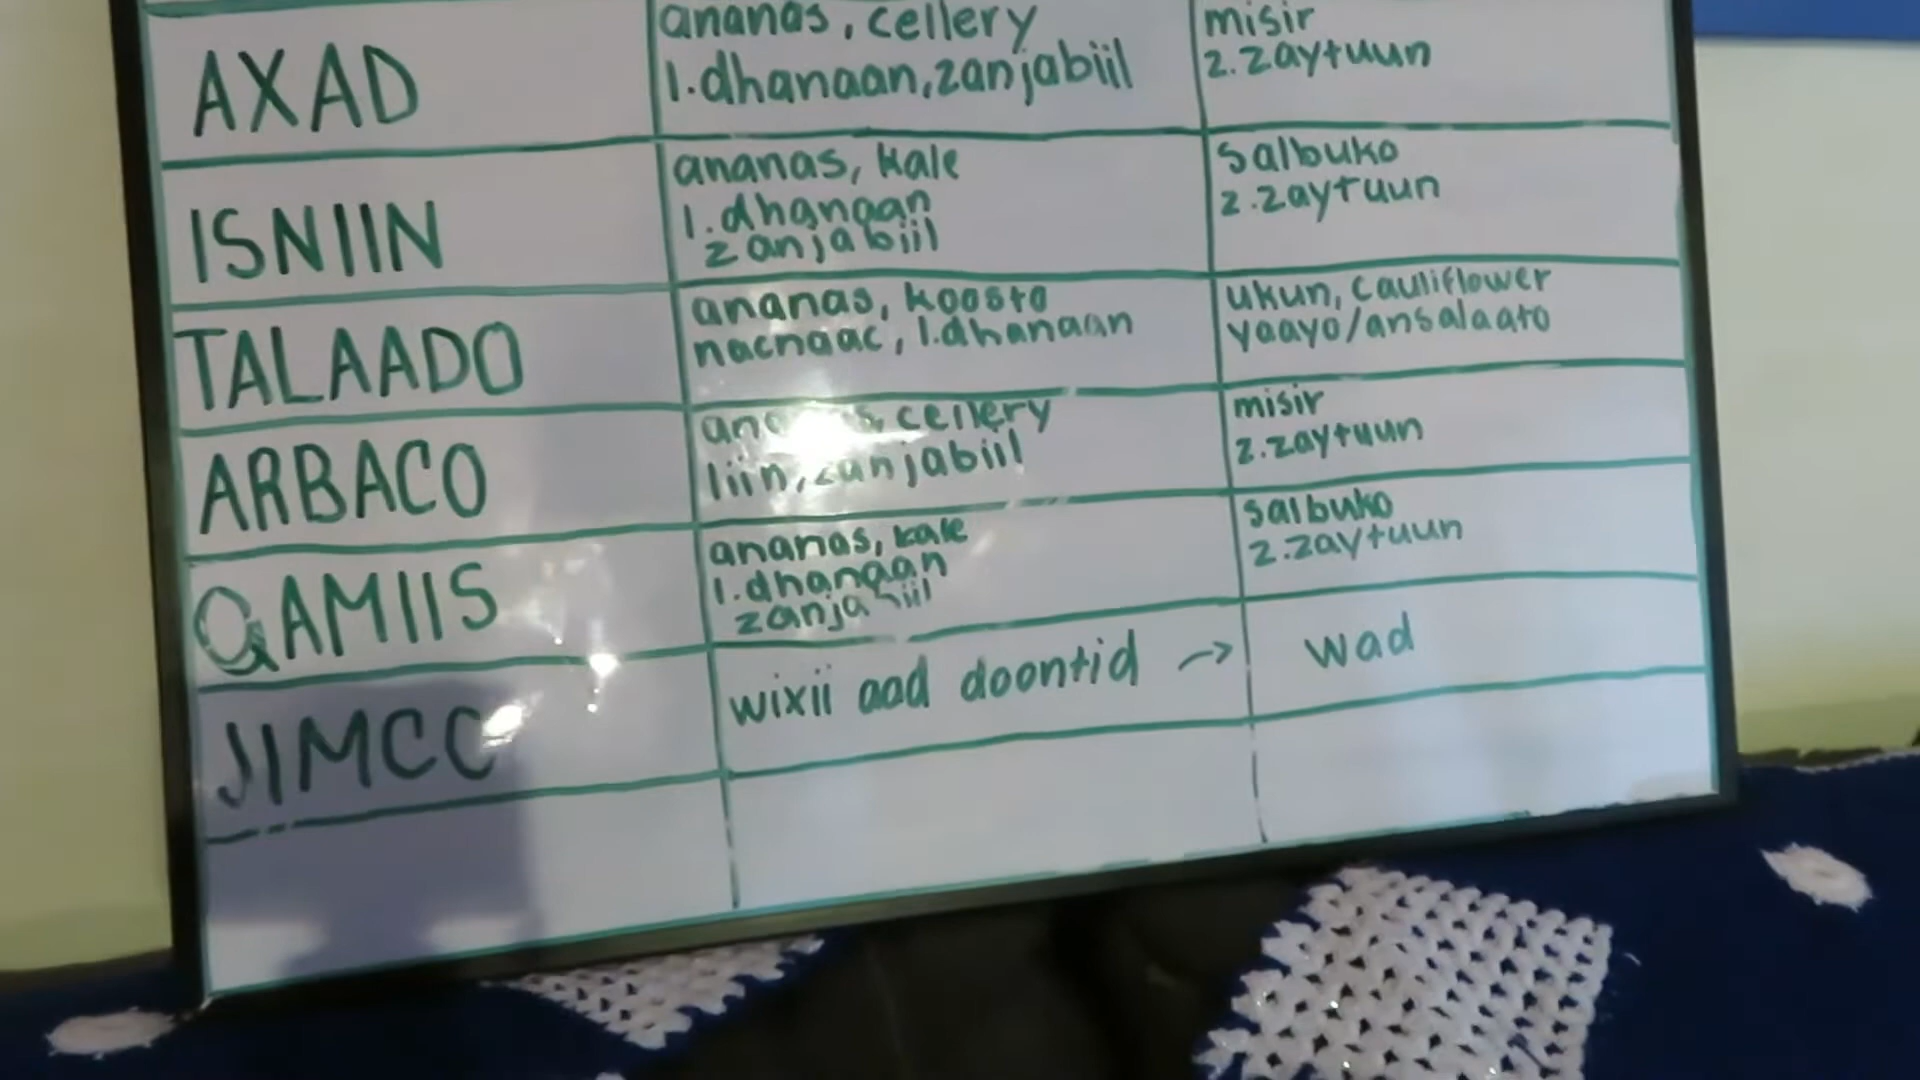 AXAD
ananas, cellery
l.dhanaan, zanjabiil
misir
z.zaytuun
ISNIIN
ananas, kale
l.dhanaan
zanjabiil
salbuko
z.zaytuun
TALAADO
ananas, koosto
nacnaac, l.dhanaan
ukun, cauliflower
yaayo/ansalaato
ARBACO
cellery
liin, zanjabiil
misir
z.zaytuun
QAMIIS
ananas, kale
l.dhanaan
zanjabiil
salbuko
z.zaytuun
JIMCO
wixii aad doontid →
wad